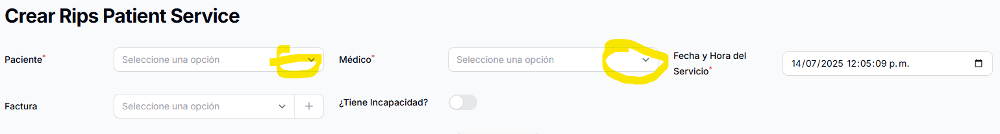 Crear Rips Patient Service
Paciente*
Seleccione una opción
Médico*
Seleccione una opción
Fecha y Hora del
Servicio*
14/07/2025 12:05:09 p. m.
Factura
Seleccione una opción
¿Tiene Incapacidad?